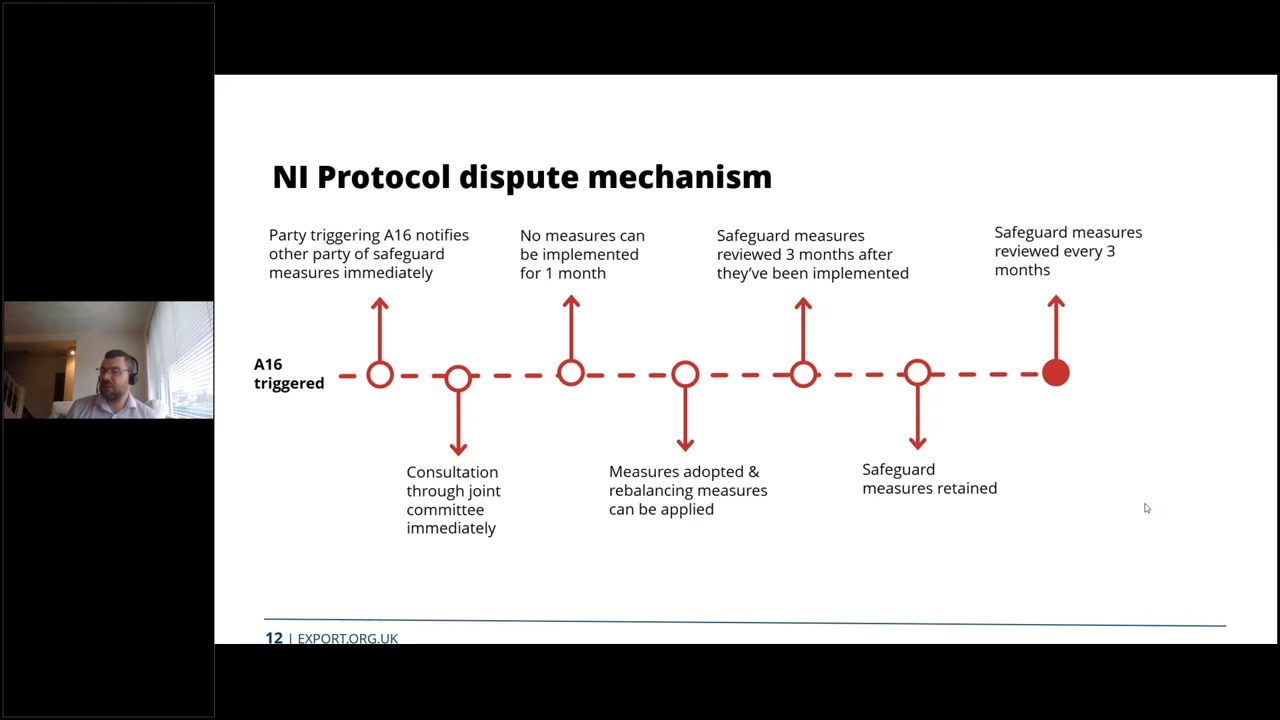 NI Protocol dispute mechanism
Party triggering A16 notifies
other party of safeguard
measures immediately
No measures can
be implemented
for 1 month
Safeguard measures
reviewed 3 months after
they’ve been implemented
Safeguard measures
reviewed every 3
months
A16
triggered
Consultation
through joint
committee
immediately
Measures adopted &
rebalancing measures
can be applied
Safeguard
measures retained
12 | EXPORT.ORG.UK